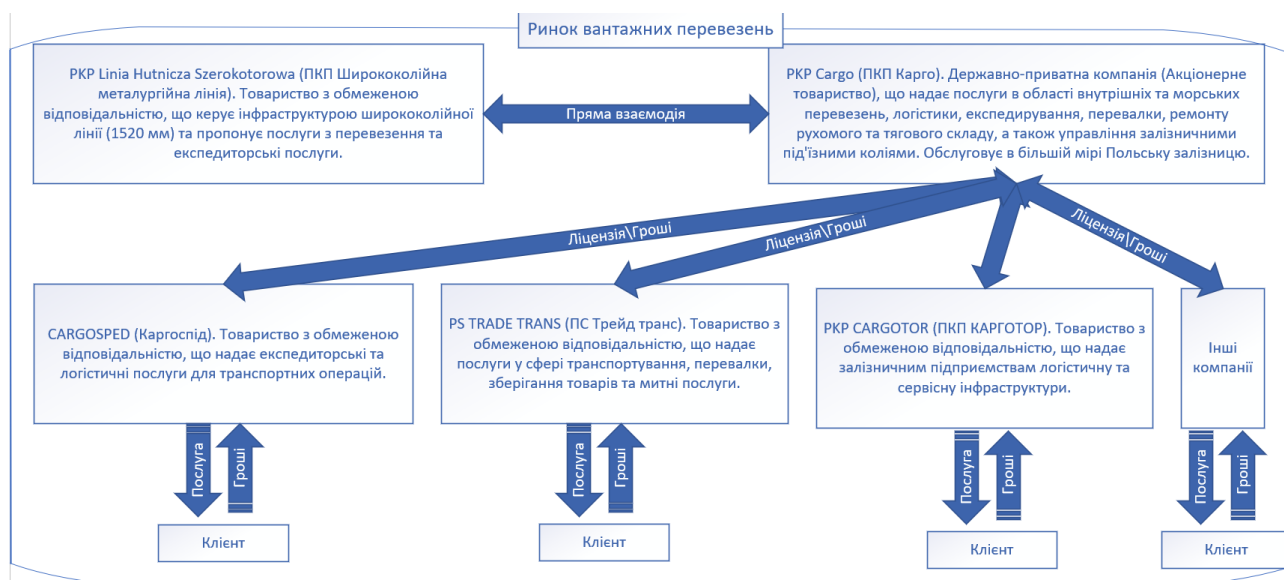 Ринок вантажних перевезень
PKP Linia Hutnicza Szerokotorowa (ПКП Ширококолійна
металургійна лінія). Товариство з обмеженою
відповідальністю, що керує інфраструктурою ширококолійної
лінії (1520 мм) та пропонує послуги з перевезення та
експедиторські послуги.
Пряма взаємодія
PKP Cargo (ПКП Карго). Державно-приватна компанія (Акціонерне
товариство), що надає послуги в області внутрішніх та морських
перевезень, логістики, експедирування, перевалки, ремонту
рухомого та тягового складу, а також управління залізничними
під'їзними коліями. Обслуговує в більшій мірі Польську залізницю.
Ліцензія\Гроші
Ліцензія\Гроші
Ліцензія\Гроші
CARGOSPED (Каргоспід). Товариство з обмеженою
відповідальністю, що надає експедиторські та
логістичні послуги для транспортних операцій.
PS TRADE TRANS (ПС Трейд транс). Товариство з
обмеженою відповідальністю, що надає
послуги у сфері транспортування, перевалки,
зберігання товарів та митні послуги.
PKP CARGOTOR (ПКП КАРГОТОР). Товариство з
обмеженою відповідальністю, що надає
залізничним підприємствам логістичну та
сервісну інфраструктури.
Інші
компанії
Послуга
Гроші
Послуга
Гроші
Послуга
Гроші
Послуга
Гроші
Клієнт
Клієнт
Клієнт
Клієнт